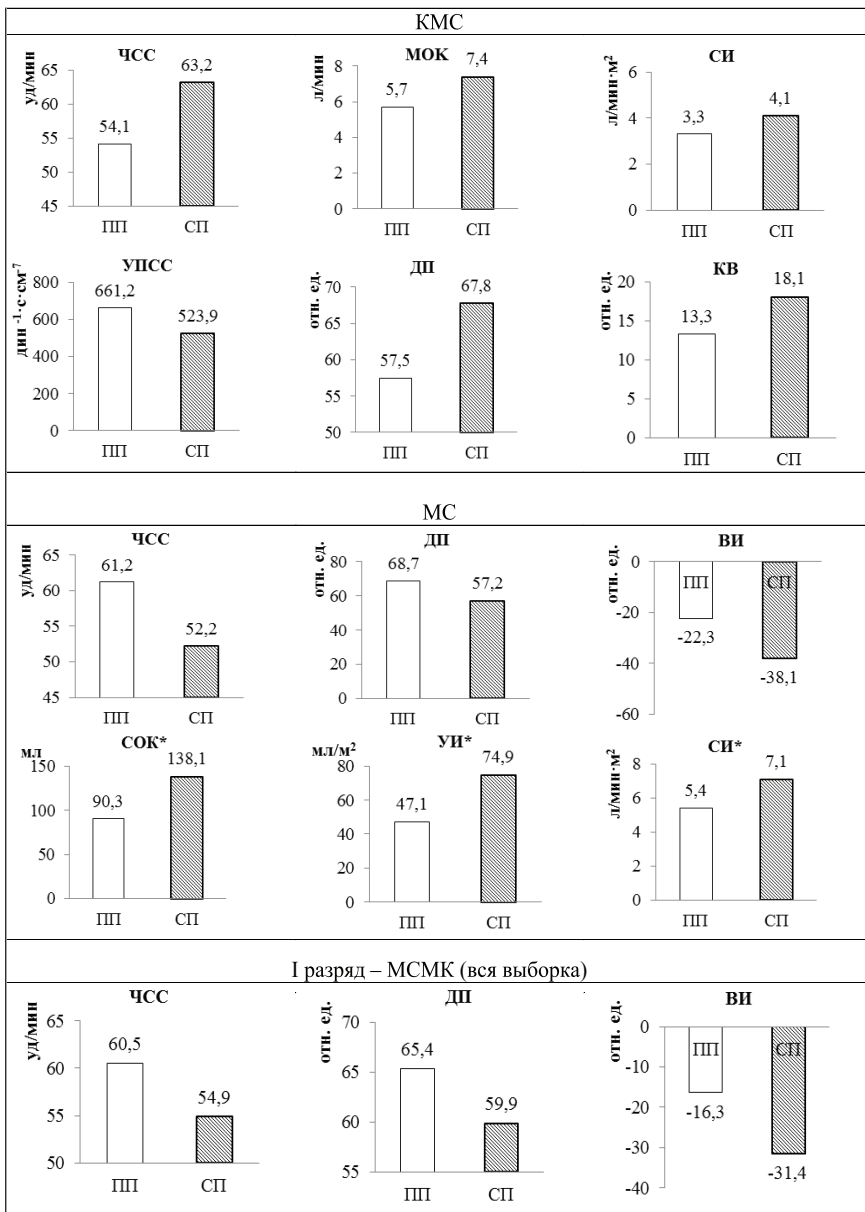 КМС
ЧСС
уд/мин
65
60
55
50
45
54,1
63,2
ПП
СП
МОК
л/мин
8
6
4
2
0
5,7
7,4
ПП
СП
СИ
л/мин·м²
6
4
2
0
3,3
4,1
ПП
СП
УПСС
дин⁻¹·с·см⁻⁷
800
600
400
200
0
661,2
523,9
ПП
СП
ДП
отн. ед.
70
65
60
55
50
57,5
67,8
ПП
СП
КВ
отн. ед.
20
15
10
5
0
13,3
18,1
ПП
СП
МС
ЧСС
уд/мин
65
60
55
50
45
61,2
52,2
ПП
СП
ДП
отн. ед.
80
60
40
20
0
68,7
57,2
ПП
СП
ВИ
отн. ед.
0
-20
-40
-60
ПП
СП
-22,3
-38,1
СОК*
мл
150
100
50
0
90,3
138,1
ПП
СП
УИ*
мл/м²
80
60
40
20
0
47,1
74,9
ПП
СП
СИ*
л/мин·м²
8
6
4
2
0
5,4
7,1
ПП
СП
I разряд – МСМК (вся выборка)
ЧСС
уд/мин
65
60
55
50
60,5
54,9
ПП
СП
ДП
отн. ед.
70
65
60
55
65,4
59,9
ПП
СП
ВИ
отн. ед.
0
-10
-20
-30
-40
ПП
СП
-16,3
-31,4